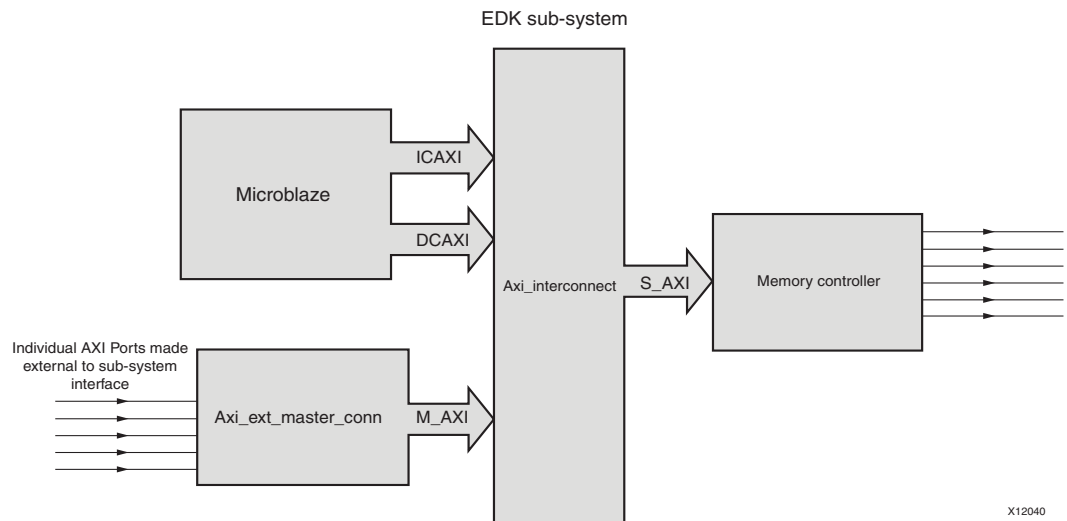 EDK sub-system
ICAXI
Microblaze
DCAXI
Axi_interconnect
S_AXI
Memory controller
Individual AXI Ports made
external to sub-system
interface
Axi_ext_master_conn
M_AXI
X12040